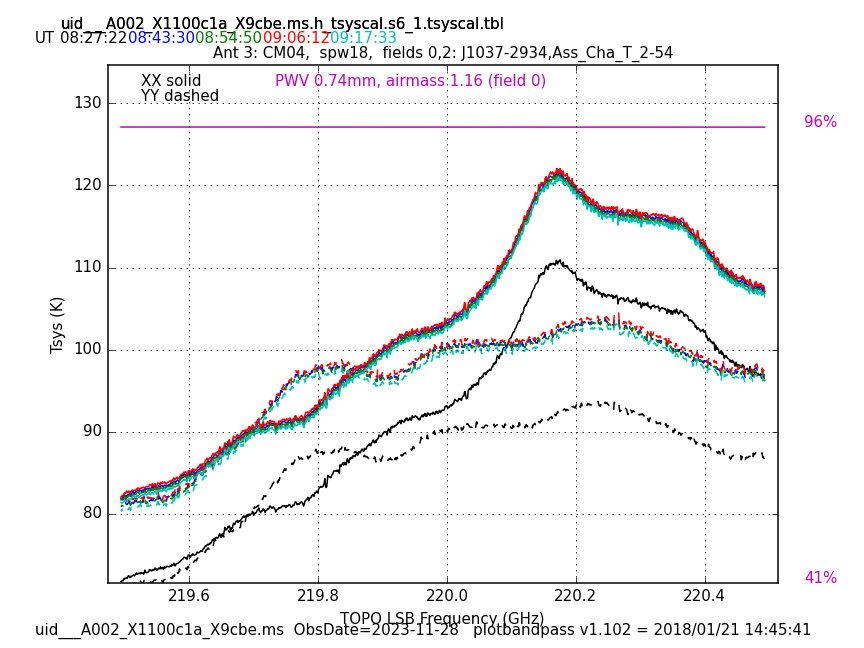 uid___A002_X1100c1a_X9cbe.ms.h_tsyscal.s6_1.tsyscal.tbl
UT 08:27:22 08:43:30 08:54:50 09:06:12 09:17:33
Ant 3: CM04,  spw18,  fields 0,2: J1037-2934,Ass_Cha_T_2-54
XX solid
PWV 0.74mm, airmass 1.16 (field 0)
YY dashed
130
96%
120
110
100
90
80
Tsys (K)
41%
219.6 219.8 220.0 220.2 220.4
TOPO LSB Frequency (GHz)
uid___A002_X1100c1a_X9cbe.ms  ObsDate=2023-11-28   plotbandpass v1.102 = 2018/01/21 14:45:41